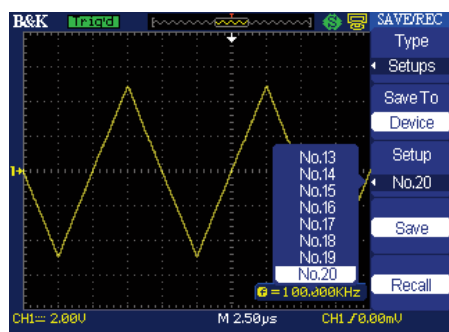 B&K Trig'd SAVE/REC
Type
Setups
Save To
Device
Setup
No.20
Save
Recall
1
No.13
No.14
No.15
No.16
No.17
No.18
No.19
No.20
f = 100.000KHz
CH1 2.00V M 2.50µs CH1 0.00mV